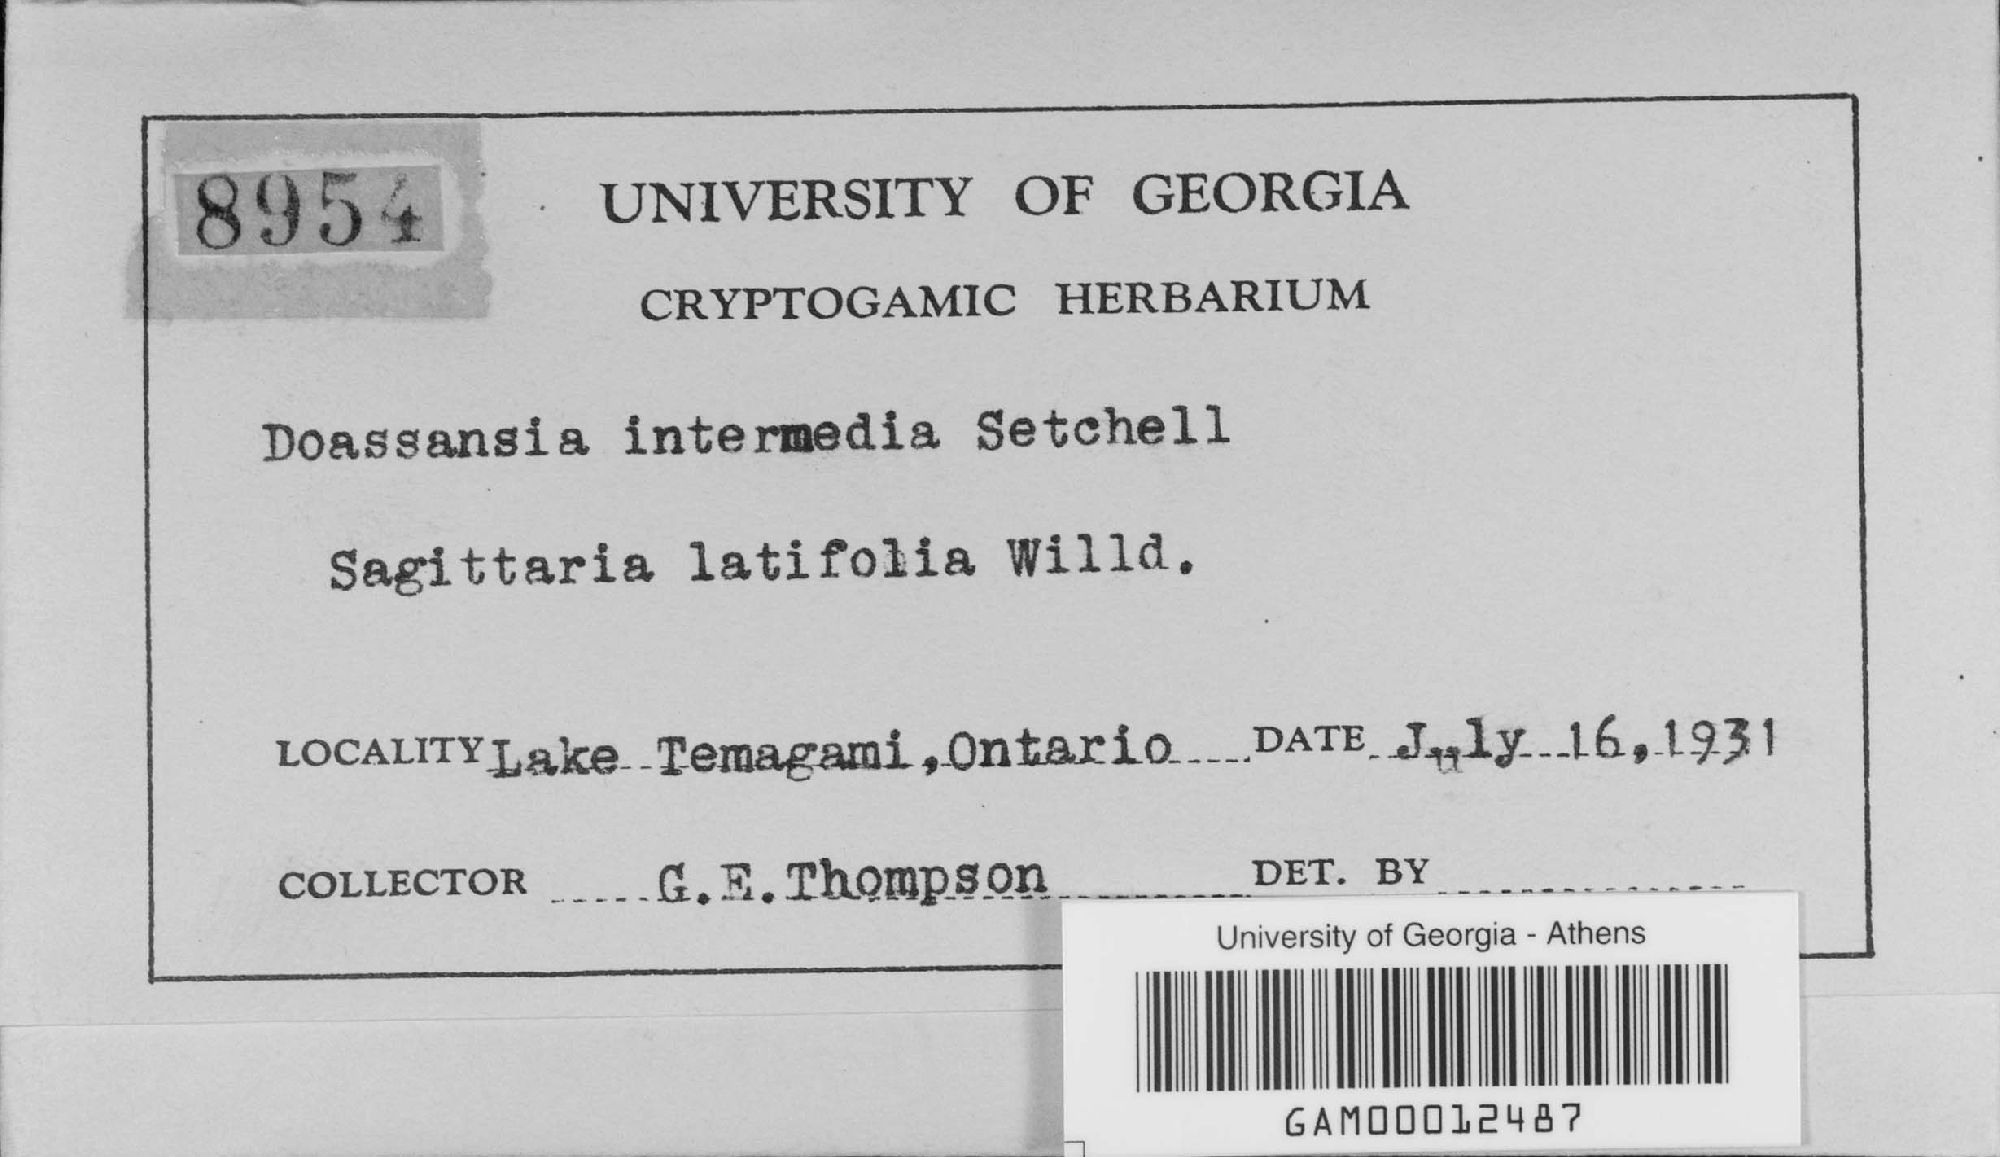 8954
UNIVERSITY OF GEORGIA
CRYPTOGAMIC HERBARIUM
Doassansia intermedia Setchell
Sagittaria latifolia Willd.
LOCALITY Lake Temagami, Ontario DATE July 16, 1931
COLLECTOR G.E.Thompson DET. BY
University of Georgia - Athens
GAM00012487